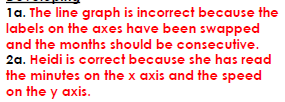 1a. The line graph is incorrect because the
labels on the axes have been swapped
and the months should be consecutive.
2a. Heidi is correct because she has read
the minutes on the x axis and the speed
on the y axis.